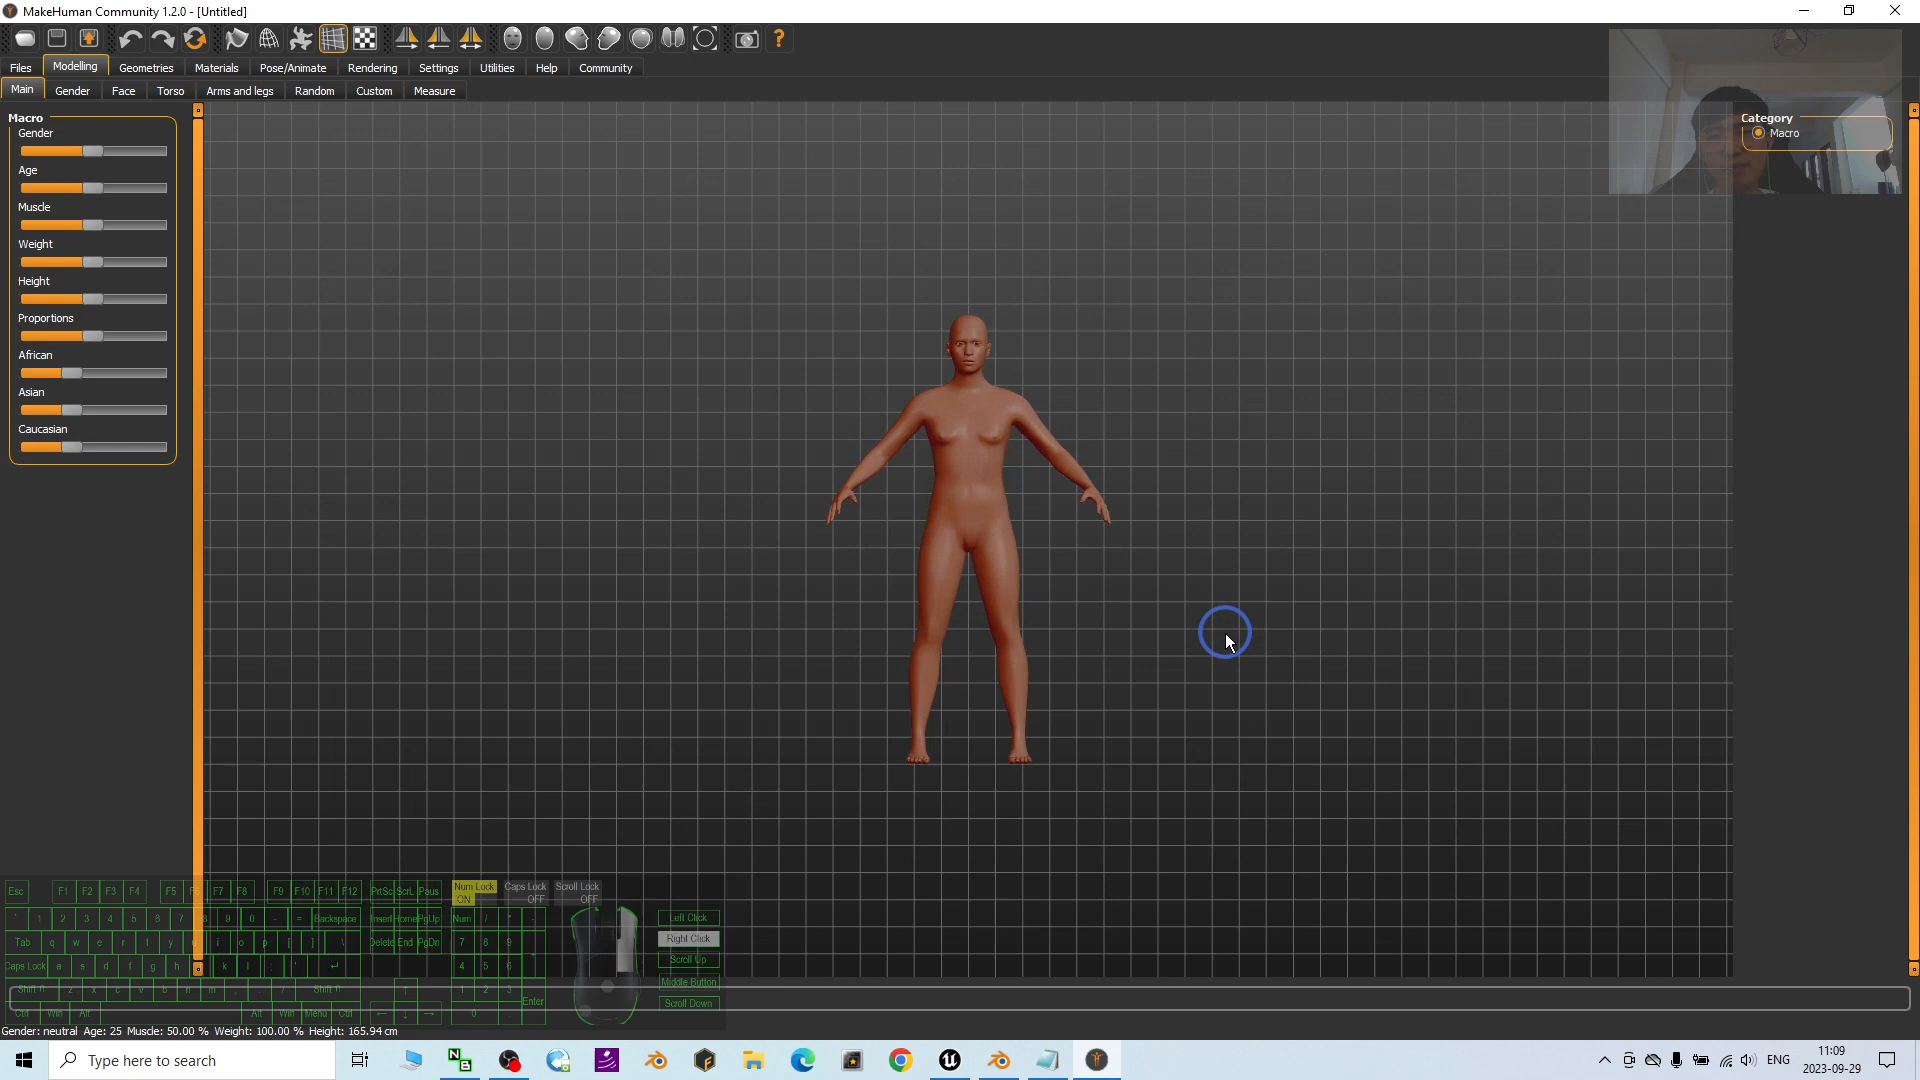 MakeHuman Community 1.2.0 - [Untitled]
Files Modelling Geometries Materials Pose/Animate Rendering Settings Utilities Help Community
Main Gender Face Torso Arms and legs Random Custom Measure
Macro
Gender
Age
Muscle
Weight
Height
Proportions
African
Asian
Caucasian
Category
Macro
Esc F1 F2 F3 F4 F5 F6 F7 F8 F9 F10 F11 F12 PrtSc ScrL Paus
Num Lock Caps Lock Scroll Lock
ON OFF OFF
` 1 2 3 4 5 6 7 8 9 0 - = Backspace Insert Home PgUp Num / * -
Tab q w e r t y u i o p [ ] \ Delete End PgDn 7 8 9
Caps Lock a s d f g h k l ; ' 4 5 6
Shift z x c v b n m , . / Shift 1 2 3
Ctrl Win Alt Alt Win Menu Ctrl 0 . Enter
Left Click
Right Click
Scroll Up
Middle Button
Scroll Down
Gender: neutral Age: 25 Muscle: 50.00 % Weight: 100.00 % Height: 165.94 cm
Type here to search
ENG
11:09
2023-09-29